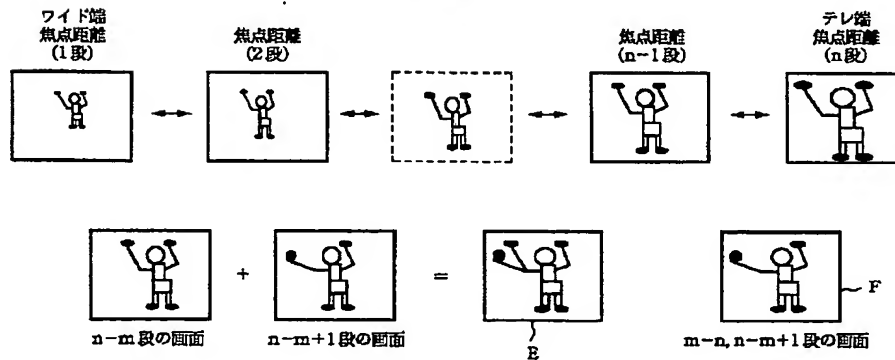 ワイド端
焦点距離
(1段)
焦点距離
(2段)
焦点距離
(n-1段)
テレ端
焦点距離
(n段)
+
=
n-m段の画面
n-m+1段の画面
E
F
m-n, n-m+1段の画面